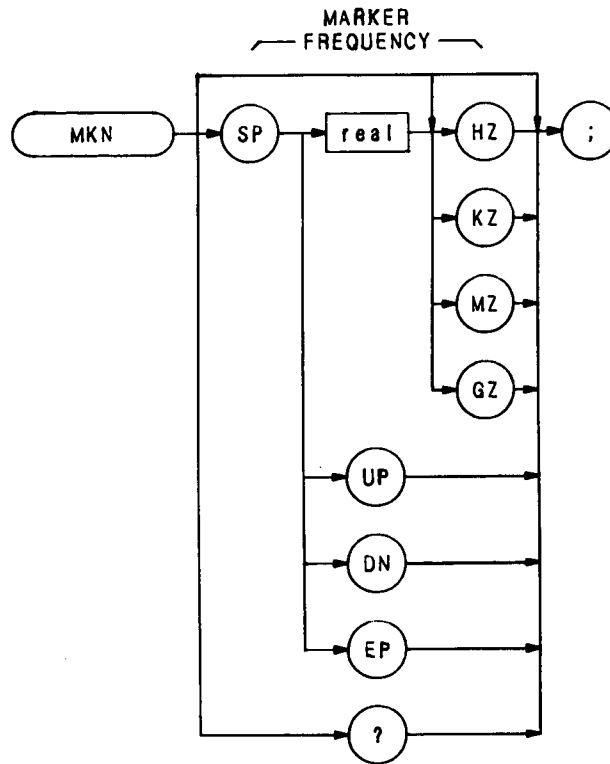 MARKER
FREQUENCY
MKN
SP
real
HZ
;
KZ
MZ
GZ
UP
DN
EP
?